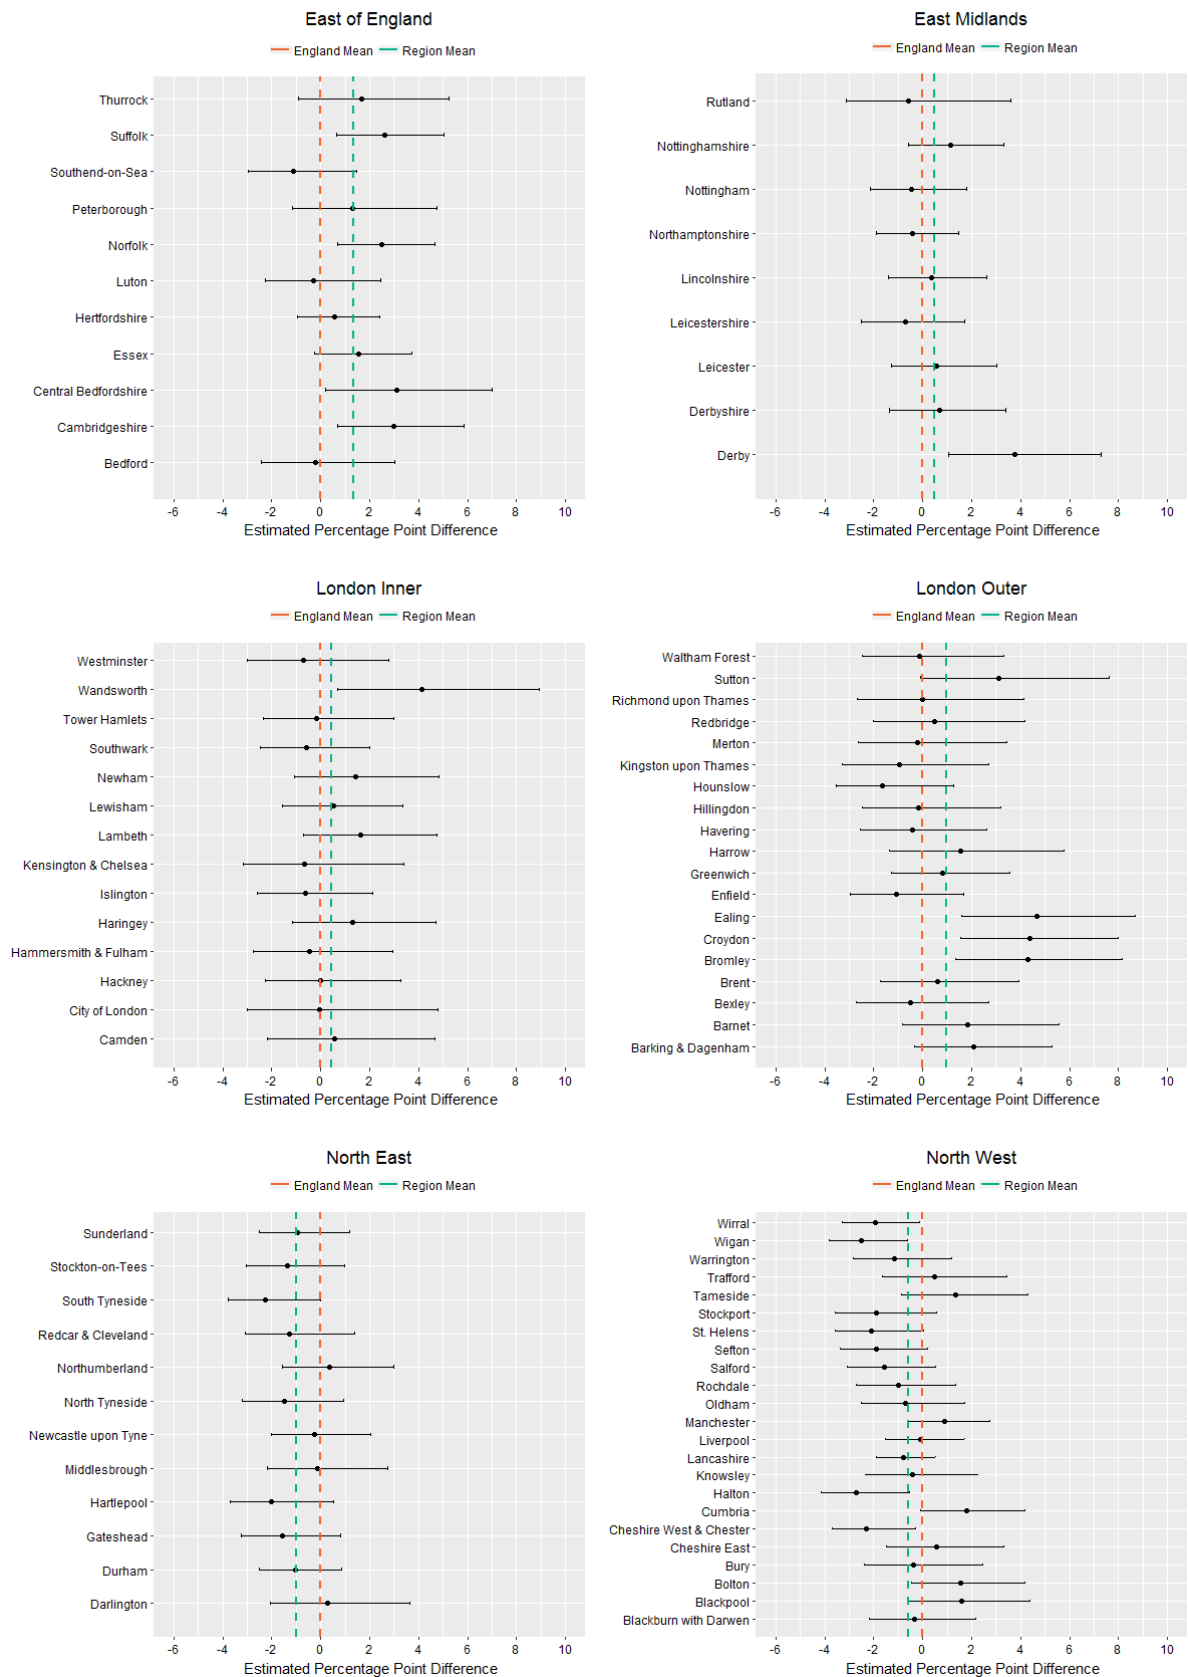 East of England
England Mean Region Mean
Thurrock
Suffolk
Southend-on-Sea
Peterborough
Norfolk
Luton
Hertfordshire
Essex
Central Bedfordshire
Cambridgeshire
Bedford
-6 -4 -2 0 2 4 6 8 10
Estimated Percentage Point Difference
East Midlands
England Mean Region Mean
Rutland
Nottinghamshire
Nottingham
Northamptonshire
Lincolnshire
Leicestershire
Leicester
Derbyshire
Derby
-6 -4 -2 0 2 4 6 8 10
Estimated Percentage Point Difference
London Inner
England Mean Region Mean
Westminster
Wandsworth
Tower Hamlets
Southwark
Newham
Lewisham
Lambeth
Kensington & Chelsea
Islington
Haringey
Hammersmith & Fulham
Hackney
City of London
Camden
-6 -4 -2 0 2 4 6 8 10
Estimated Percentage Point Difference
London Outer
England Mean Region Mean
Waltham Forest
Sutton
Richmond upon Thames
Redbridge
Merton
Kingston upon Thames
Hounslow
Hillingdon
Havering
Harrow
Greenwich
Enfield
Ealing
Croydon
Bromley
Brent
Bexley
Barnet
Barking & Dagenham
-6 -4 -2 0 2 4 6 8 10
Estimated Percentage Point Difference
North East
England Mean Region Mean
Sunderland
Stockton-on-Tees
South Tyneside
Redcar & Cleveland
Northumberland
North Tyneside
Newcastle upon Tyne
Middlesbrough
Hartlepool
Gateshead
Durham
Darlington
-6 -4 -2 0 2 4 6 8 10
Estimated Percentage Point Difference
North West
England Mean Region Mean
Wirral
Wigan
Warrington
Trafford
Tameside
Stockport
St. Helens
Sefton
Salford
Rochdale
Oldham
Manchester
Liverpool
Lancashire
Knowsley
Halton
Cumbria
Cheshire West & Chester
Cheshire East
Bury
Bolton
Blackpool
Blackburn with Darwen
-6 -4 -2 0 2 4 6 8 10
Estimated Percentage Point Difference